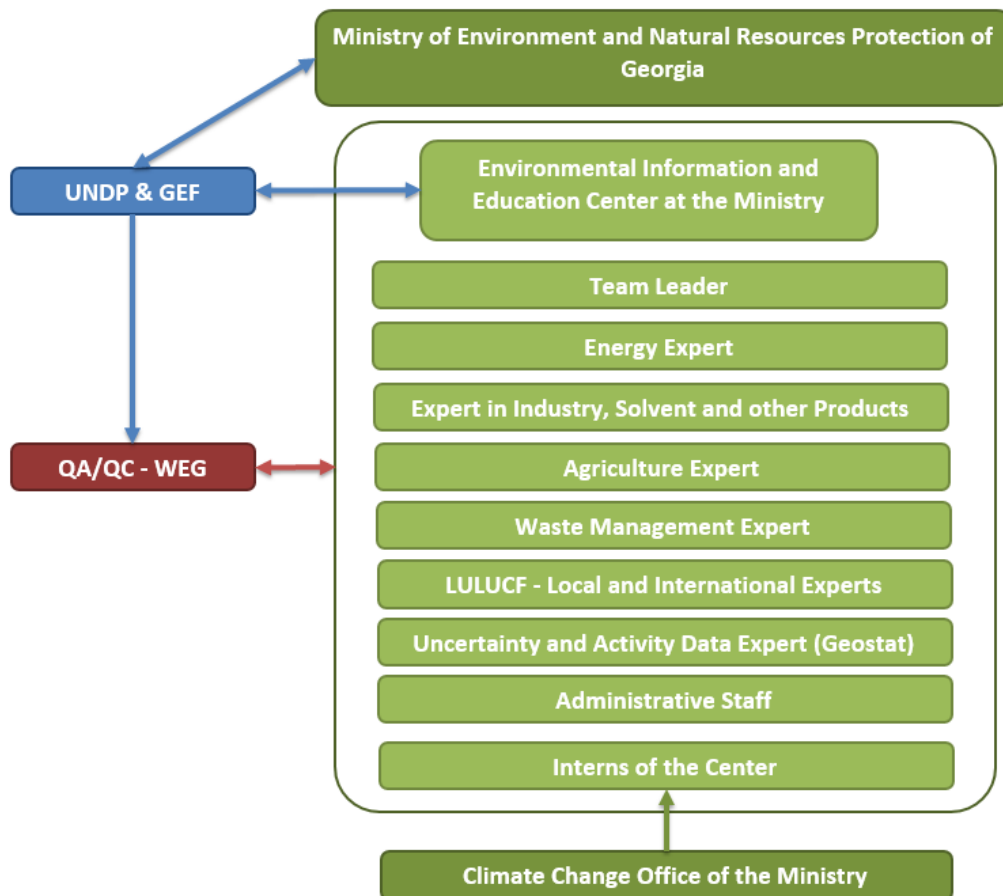 Ministry of Environment and Natural Resources Protection of
Georgia
Environmental Information and
Education Center at the Ministry
UNDP & GEF
Team Leader
Energy Expert
Expert in Industry, Solvent and other Products
QA/QC - WEG
Agriculture Expert
Waste Management Expert
LULUCF - Local and International Experts
Uncertainty and Activity Data Expert (Geostat)
Administrative Staff
Interns of the Center
Climate Change Office of the Ministry